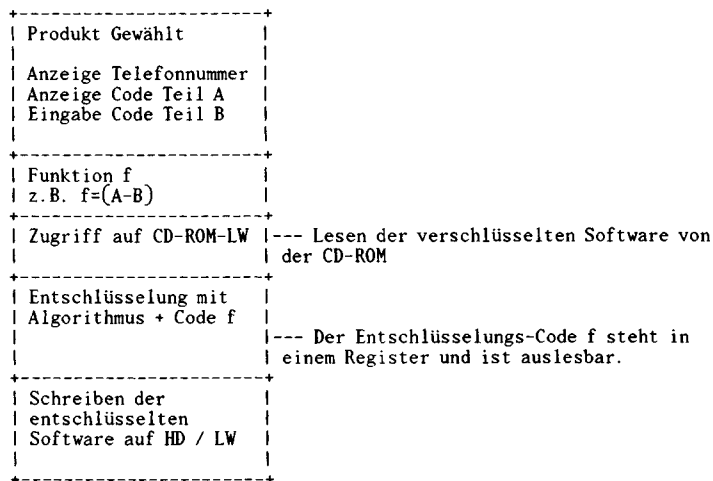 Produkt Gewählt
Anzeige Telefonnummer
Anzeige Code Teil A
Eingabe Code Teil B
Funktion f
z.B. f=(A-B)
Zugriff auf CD-ROM-LW --- Lesen der verschlüsselten Software von
der CD-ROM
Entschlüsselung mit
Algorithmus + Code f
--- Der Entschlüsselungs-Code f steht in
einem Register und ist auslesbar.
Schreiben der
entschlüsselten
Software auf HD / LW